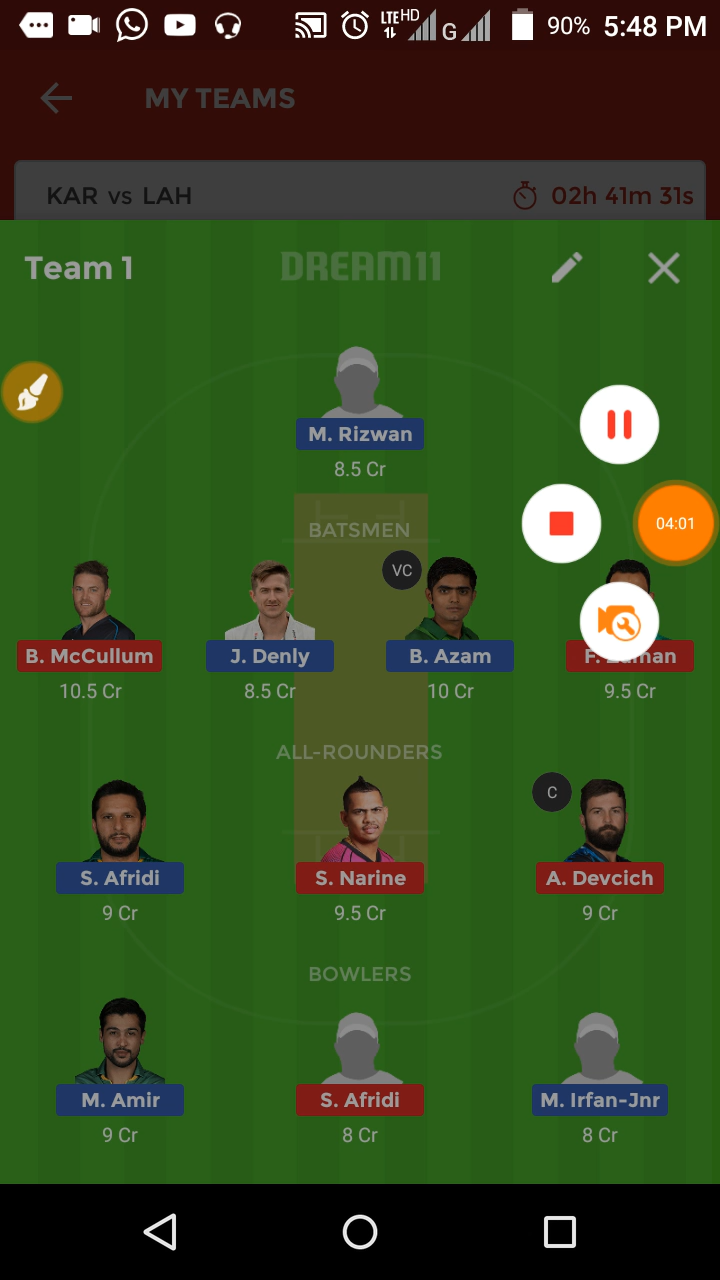 LTE HD G 90% 5:48 PM
MY TEAMS
KAR vs LAH 02h 41m 31s
Team 1 DREAM11
M. Rizwan
8.5 Cr
BATSMEN
VC
B. McCullum J. Denly B. Azam
10.5 Cr 8.5 Cr 10 Cr 9.5 Cr
04:01
ALL-ROUNDERS
C
S. Afridi S. Narine A. Devcich
9 Cr 9.5 Cr 9 Cr
BOWLERS
M. Amir S. Afridi M. Irfan-Jnr
9 Cr 8 Cr 8 Cr